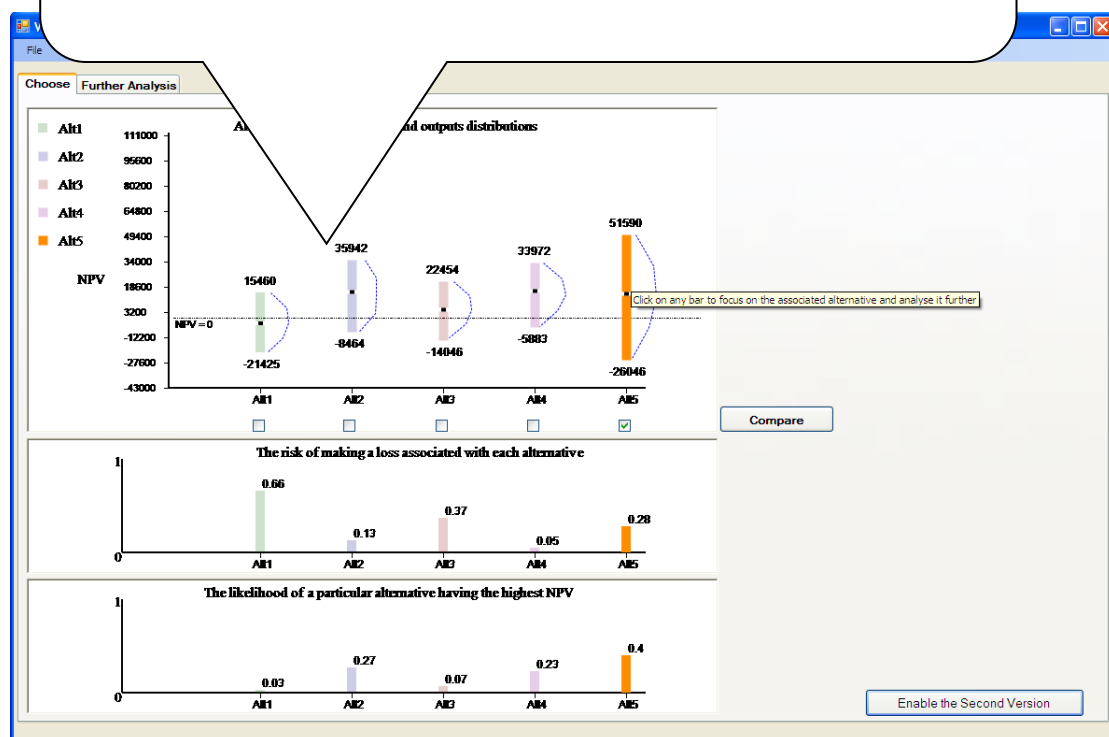 File
Choose Further Analysis
nd outputs distributions
Alt1
Alt2
Alt3
Alt4
Alt5
NPV
111000
95600
80200
64800
49400
34000
18600
3200
-12200
-27600
-43000
NPV=0
15460
-21425
35942
-8464
22454
-14046
33972
-5883
51590
-26046
Click on any bar to focus on the associated alternative and analyse it further
Alt1 Alt2 Alt3 Alt4 Alt5
Compare
The risk of making a loss associated with each alternative
1
0.66 0.13 0.37 0.05 0.28
0
Alt1 Alt2 Alt3 Alt4 Alt5
The likelihood of a particular alternative having the highest NPV
1
0.03 0.27 0.07 0.23 0.4
0
Alt1 Alt2 Alt3 Alt4 Alt5
Enable the Second Version